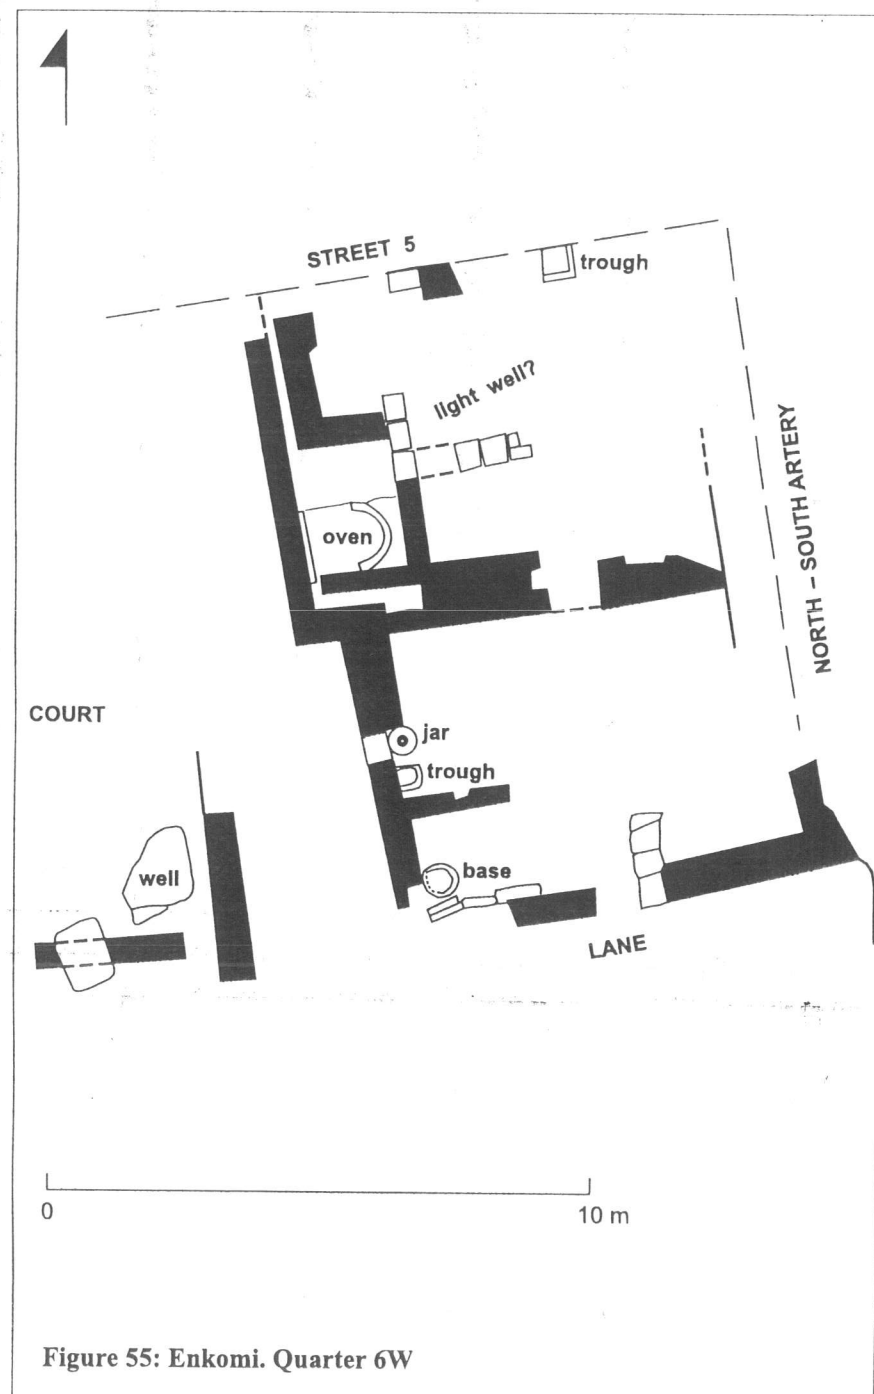 STREET 5
trough
light well?
oven
NORTH – SOUTH ARTERY
COURT
jar
trough
well
base
LANE
0
10 m
Figure 55: Enkomi. Quarter 6W